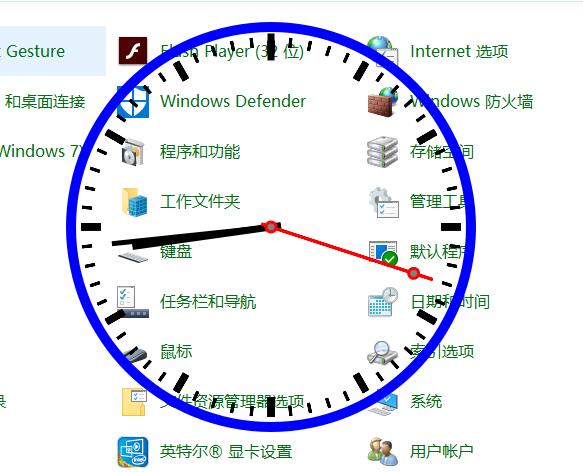 t Gesture
Flash Player (32 位)
Internet 选项
和桌面连接
Windows Defender
Windows 防火墙
Windows 7)
程序和功能
存储空间
工作文件夹
管理工具
键盘
默认程序
任务栏和导航
日期和时间
鼠标
索引选项
文件资源管理器选项
系统
英特尔® 显卡设置
用户帐户